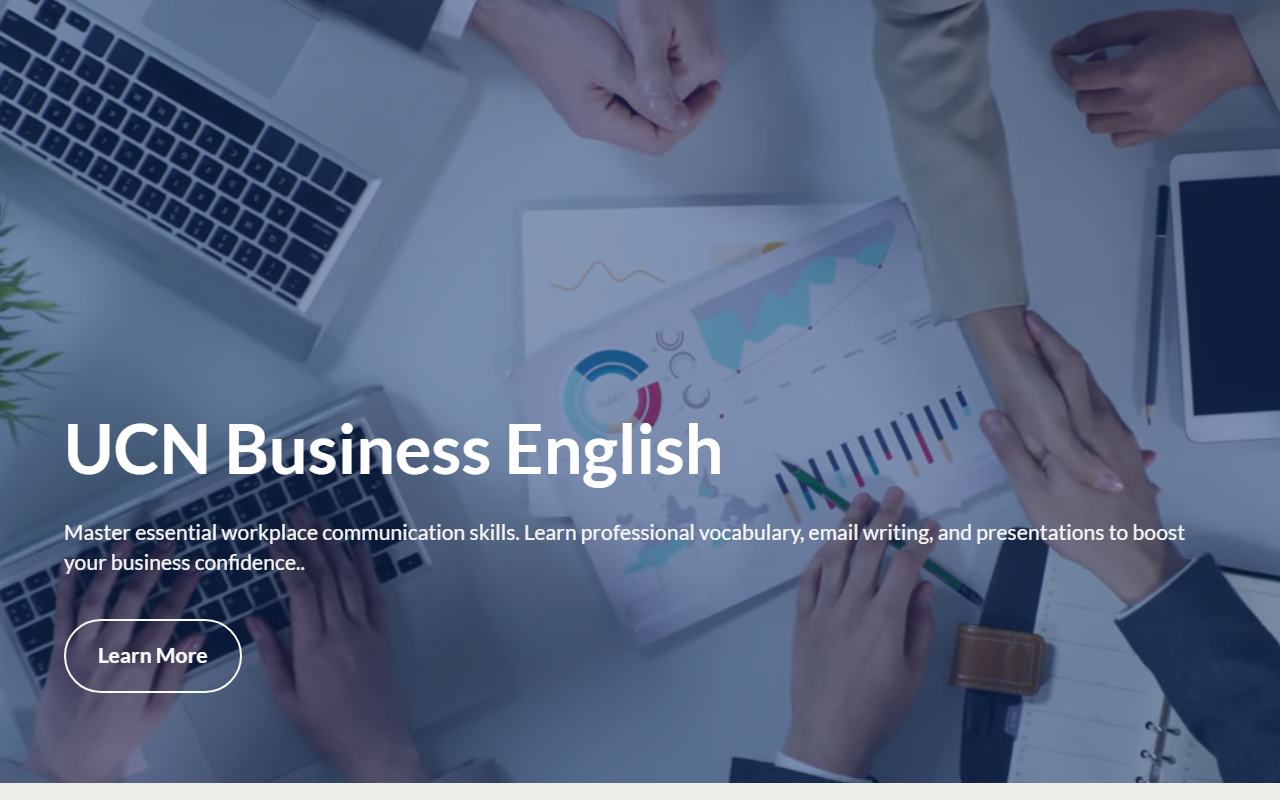 UCN Business English
Master essential workplace communication skills. Learn professional vocabulary, email writing, and presentations to boost
your business confidence..
Learn More